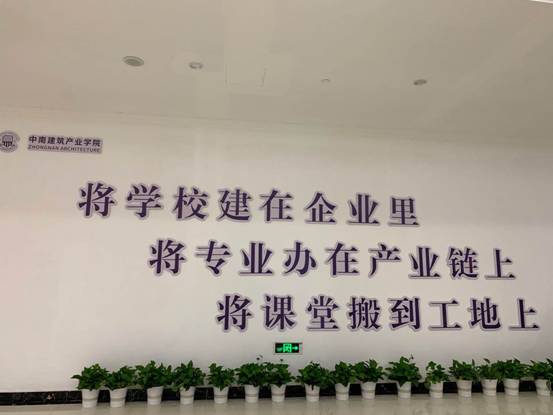 中南建筑产业学院
ZHONGNAN ARCHITECTURE
将学校建在企业里
将专业办在产业链上
将课堂搬到工地上